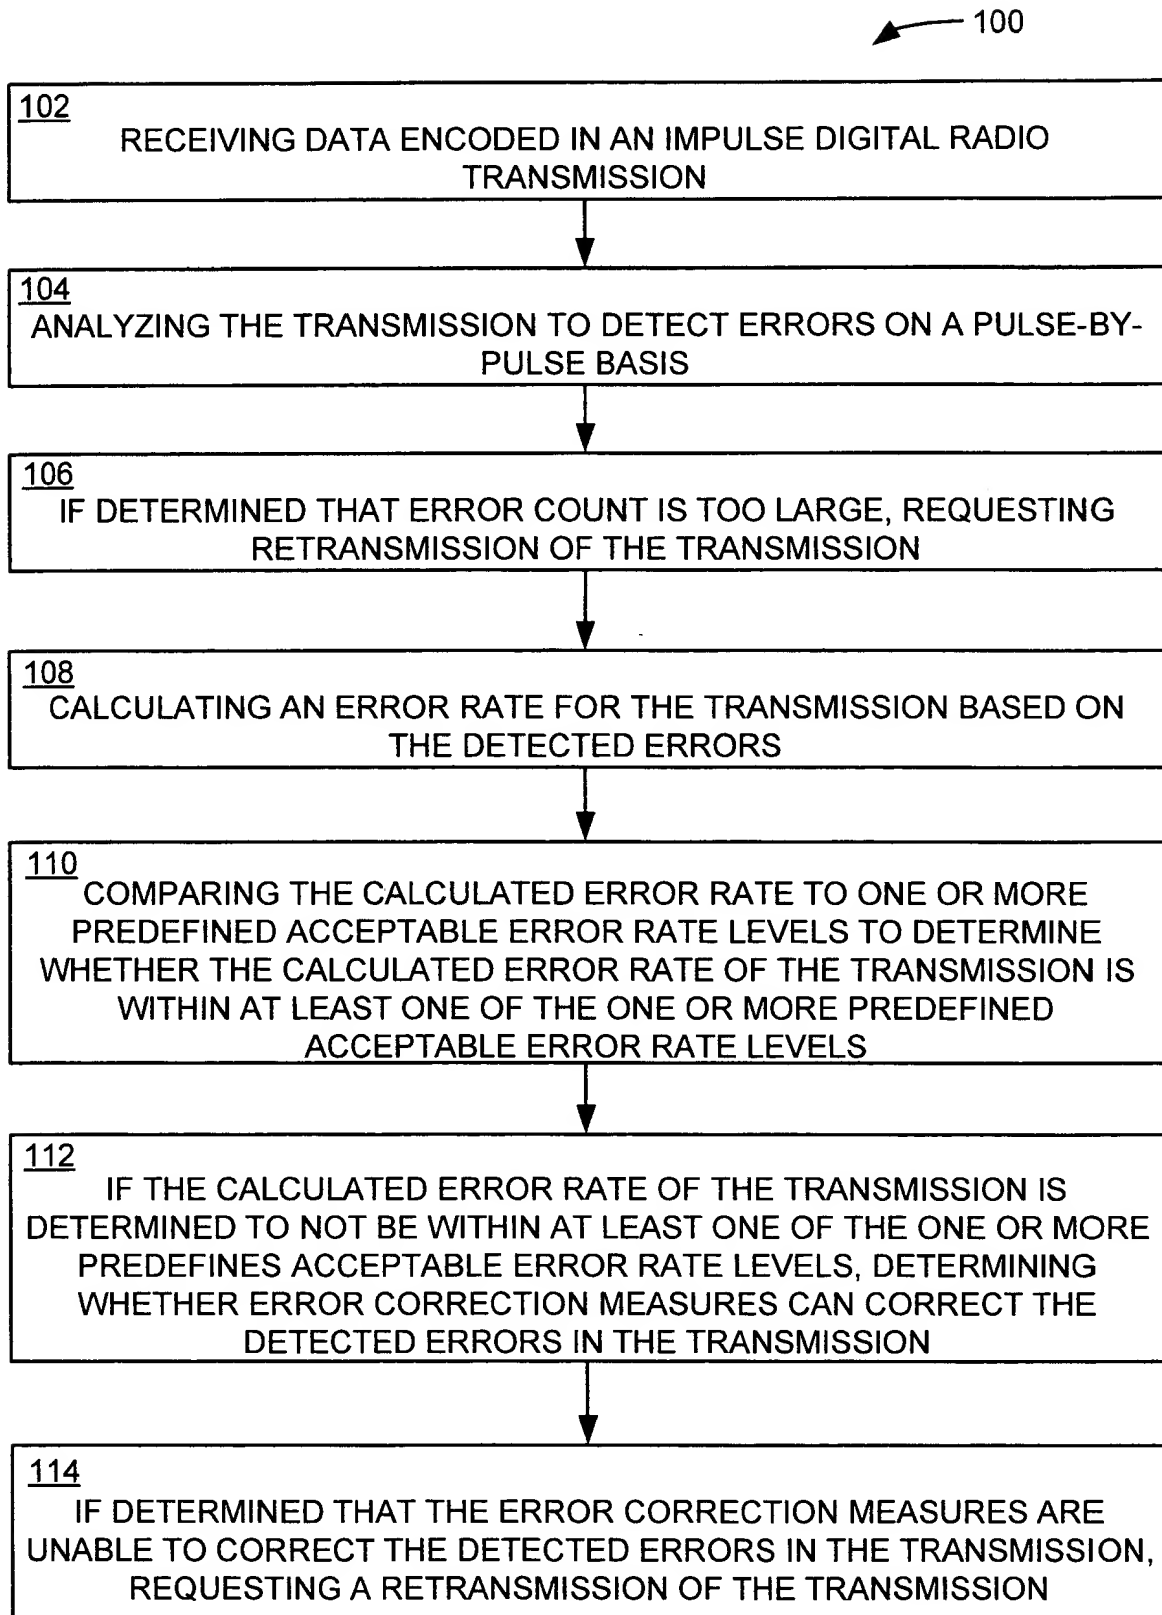 100
102
RECEIVING DATA ENCODED IN AN IMPULSE DIGITAL RADIO
TRANSMISSION
104
ANALYZING THE TRANSMISSION TO DETECT ERRORS ON A PULSE-BY-
PULSE BASIS
106
IF DETERMINED THAT ERROR COUNT IS TOO LARGE, REQUESTING
RETRANSMISSION OF THE TRANSMISSION
108
CALCULATING AN ERROR RATE FOR THE TRANSMISSION BASED ON
THE DETECTED ERRORS
110
COMPARING THE CALCULATED ERROR RATE TO ONE OR MORE
PREDEFINED ACCEPTABLE ERROR RATE LEVELS TO DETERMINE
WHETHER THE CALCULATED ERROR RATE OF THE TRANSMISSION IS
WITHIN AT LEAST ONE OF THE ONE OR MORE PREDEFINED
ACCEPTABLE ERROR RATE LEVELS
112
IF THE CALCULATED ERROR RATE OF THE TRANSMISSION IS
DETERMINED TO NOT BE WITHIN AT LEAST ONE OF THE ONE OR MORE
PREDEFINES ACCEPTABLE ERROR RATE LEVELS, DETERMINING
WHETHER ERROR CORRECTION MEASURES CAN CORRECT THE
DETECTED ERRORS IN THE TRANSMISSION
114
IF DETERMINED THAT THE ERROR CORRECTION MEASURES ARE
UNABLE TO CORRECT THE DETECTED ERRORS IN THE TRANSMISSION,
REQUESTING A RETRANSMISSION OF THE TRANSMISSION